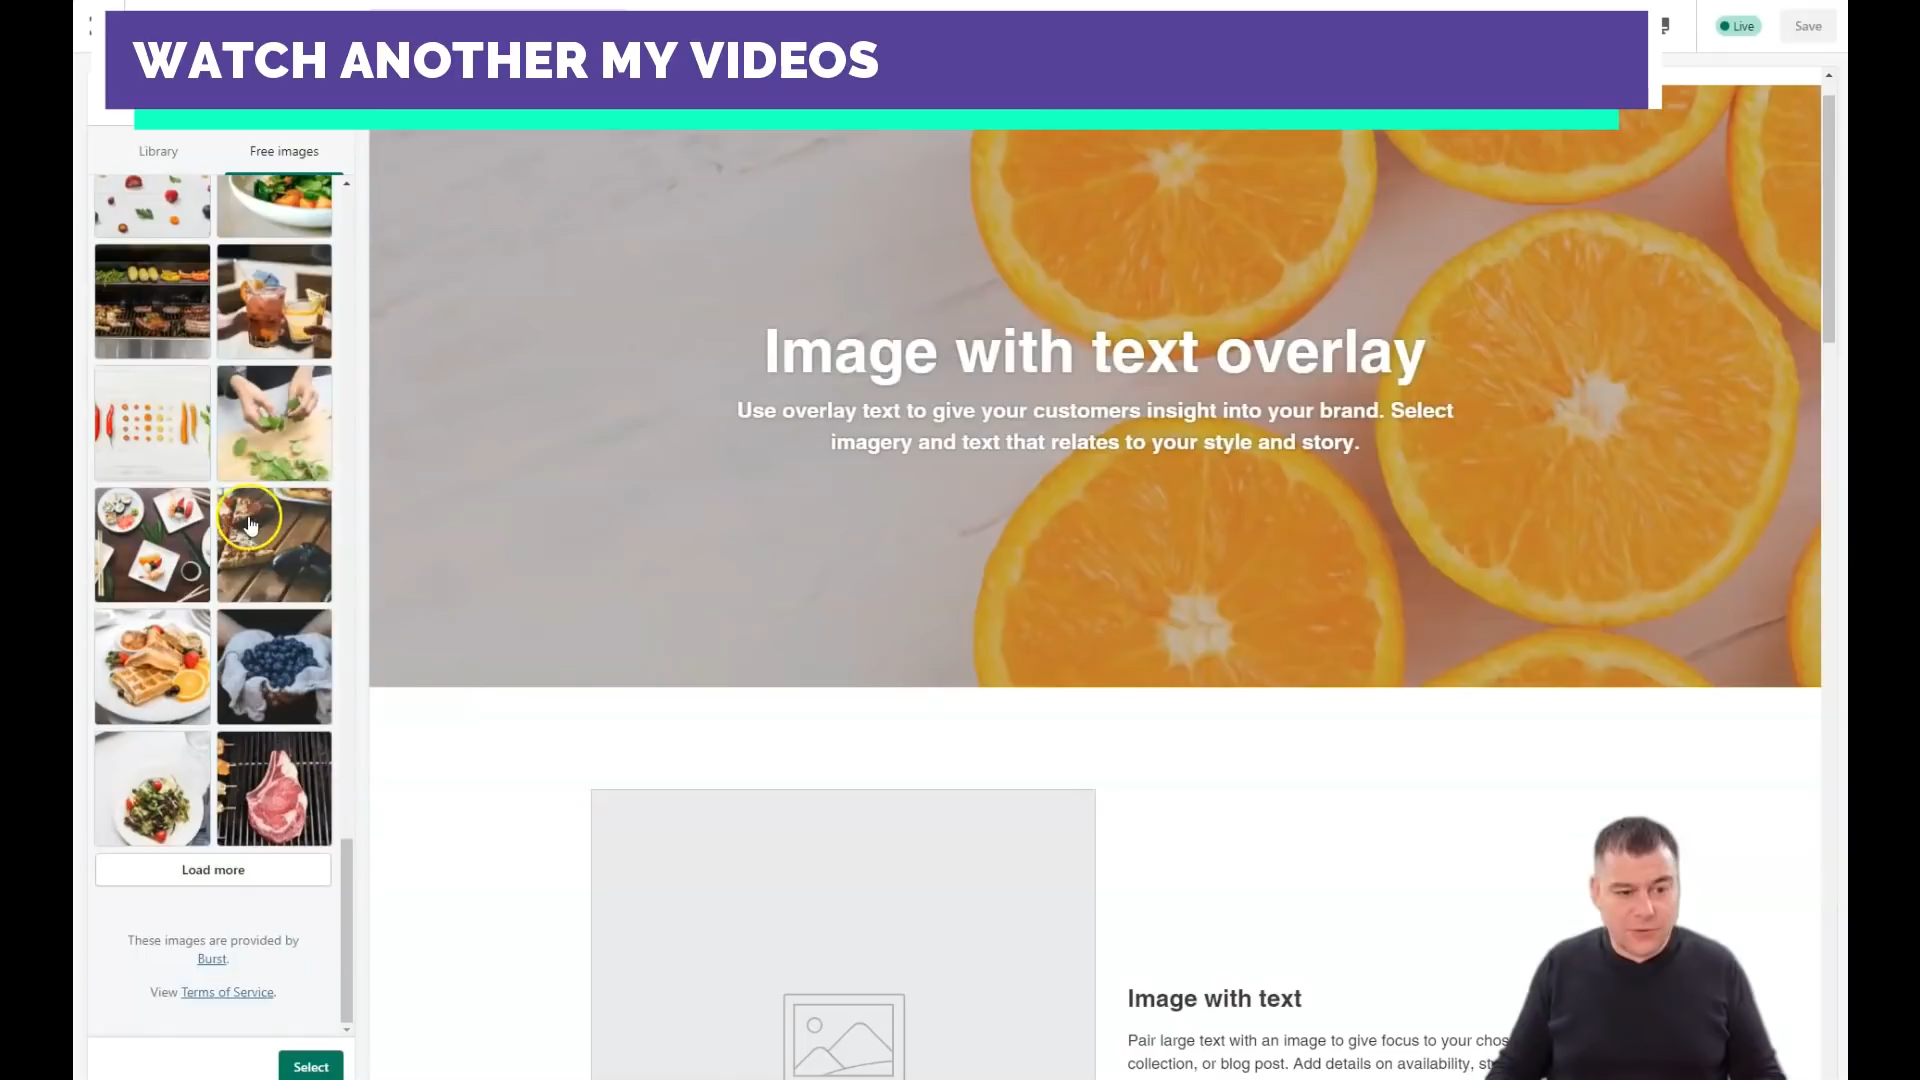 WATCH ANOTHER MY VIDEOS
Live
Save
Library
Free images
Image with text overlay
Use overlay text to give your customers insight into your brand. Select
imagery and text that relates to your style and story.
Load more
These images are provided by
Burst.
View Terms of Service.
Select
Image with text
Pair large text with an image to give focus to your chos
collection, or blog post. Add details on availability, st